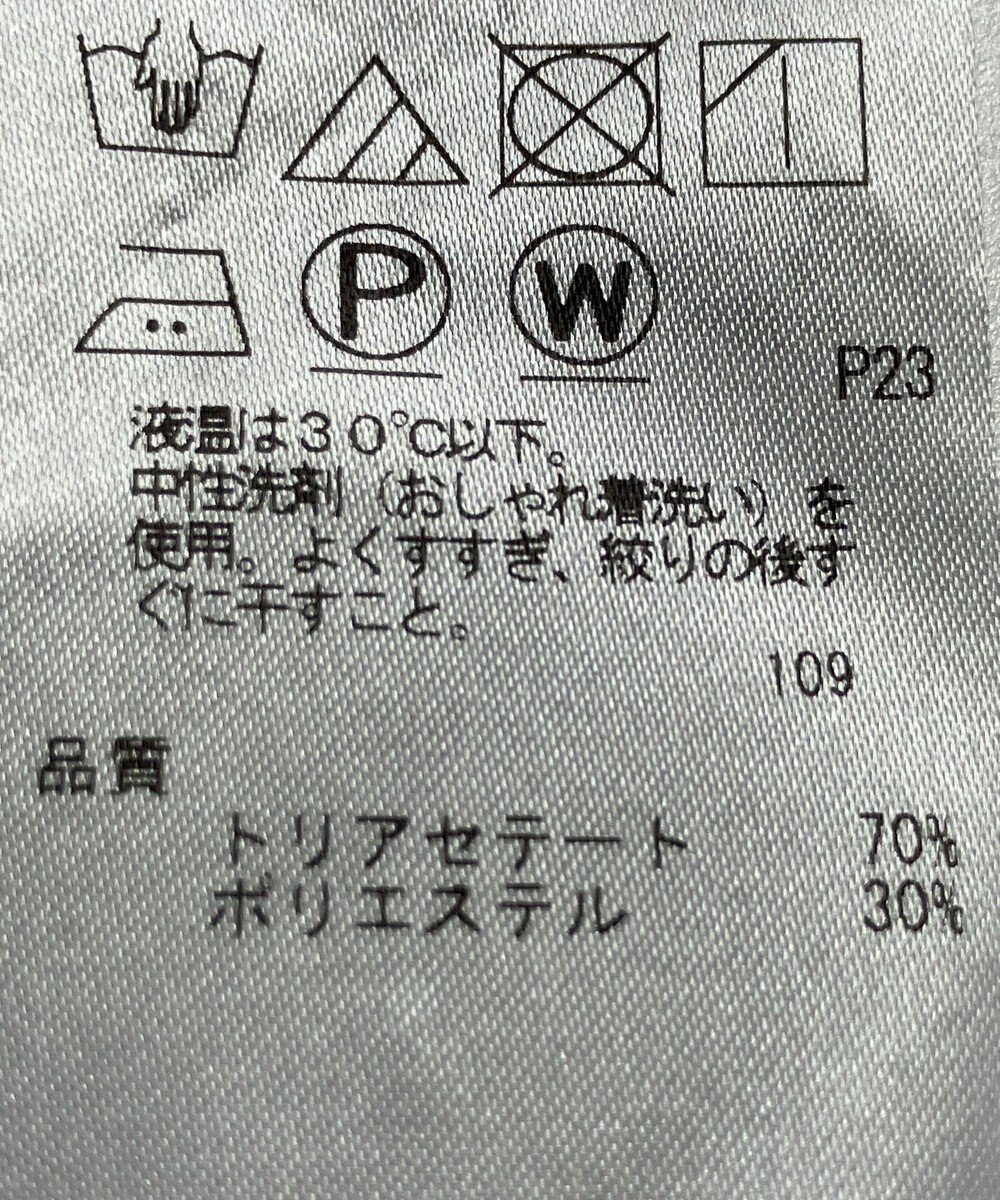 P
W
P23
液温は30℃以下。
中性洗剤（おしゃれ着洗い）を
使用。よくすすぎ、絞りの後す
ぐに干すこと。
109
品質
トリアセテート 70%
ポリエステル 30%